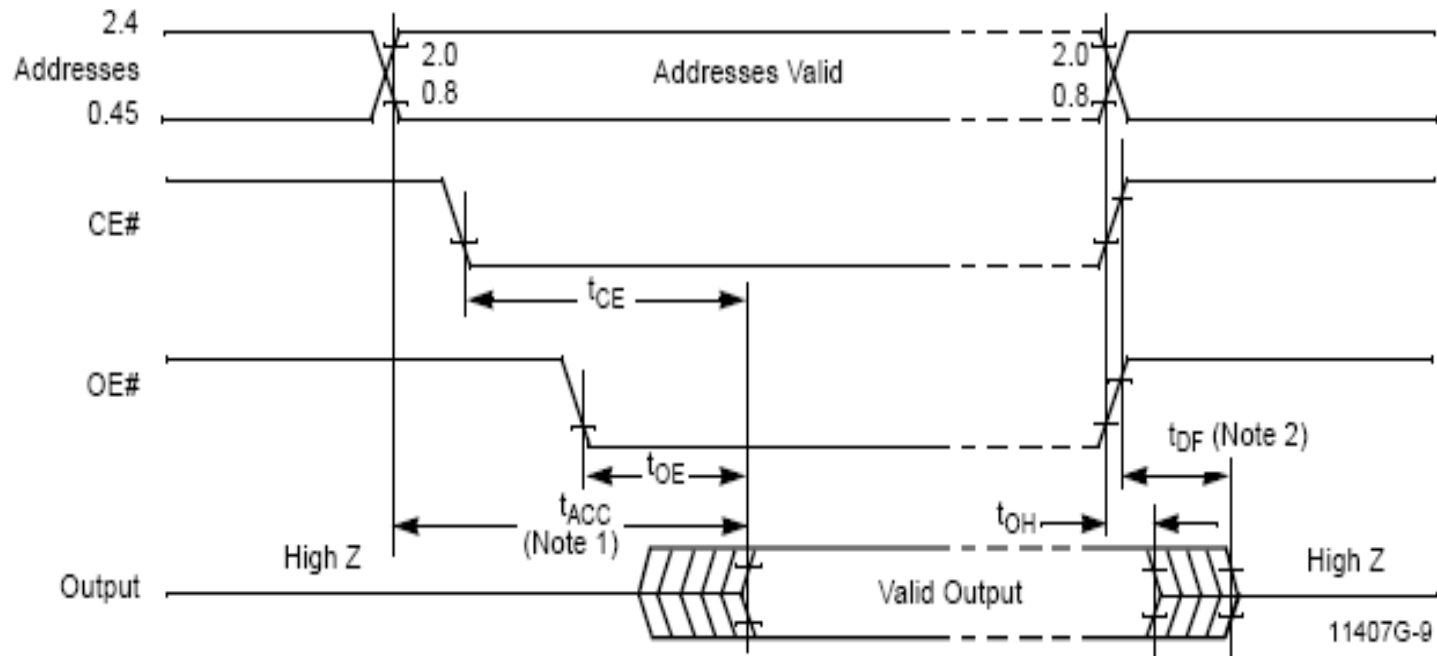 2.4
Addresses
0.45
2.0
0.8
Addresses Valid
2.0
0.8
CE#
tCE
OE#
tOE
tDF (Note 2)
tACC
(Note 1)
tOH
High Z
Output
Valid Output
High Z
11407G-9